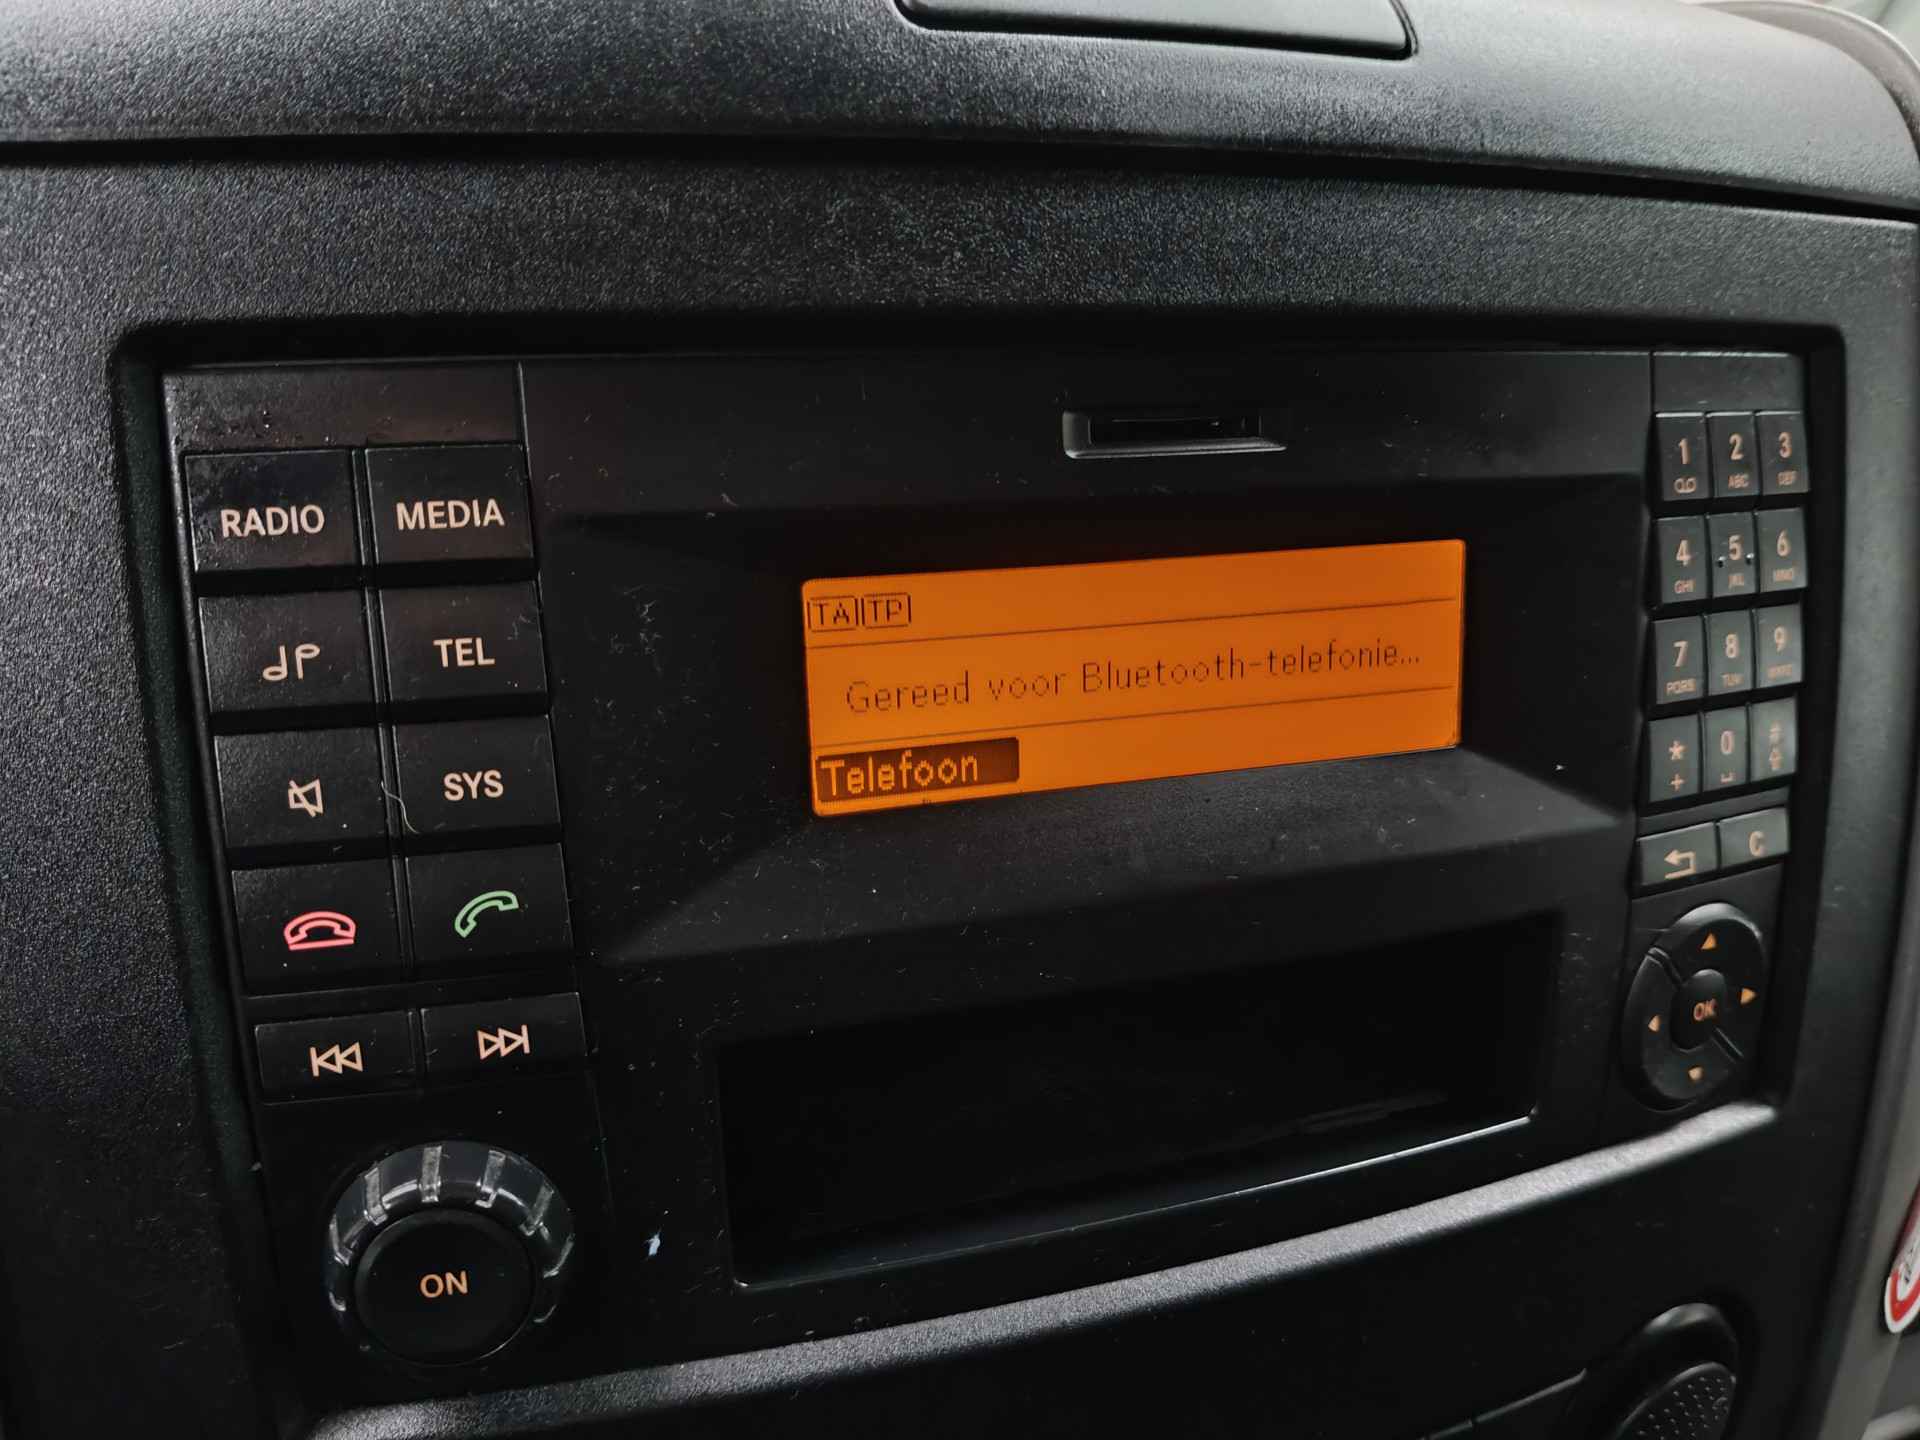 RADIO MEDIA
TEL
SYS
ON
TA TP
Gereed voor Bluetooth-telefonie...
Telefoon
1 2 3
ABC DEF
4 5 6
GHI JKL MNO
7 8 9
PQRS TUV WXYZ
* 0 #
+
C
OK